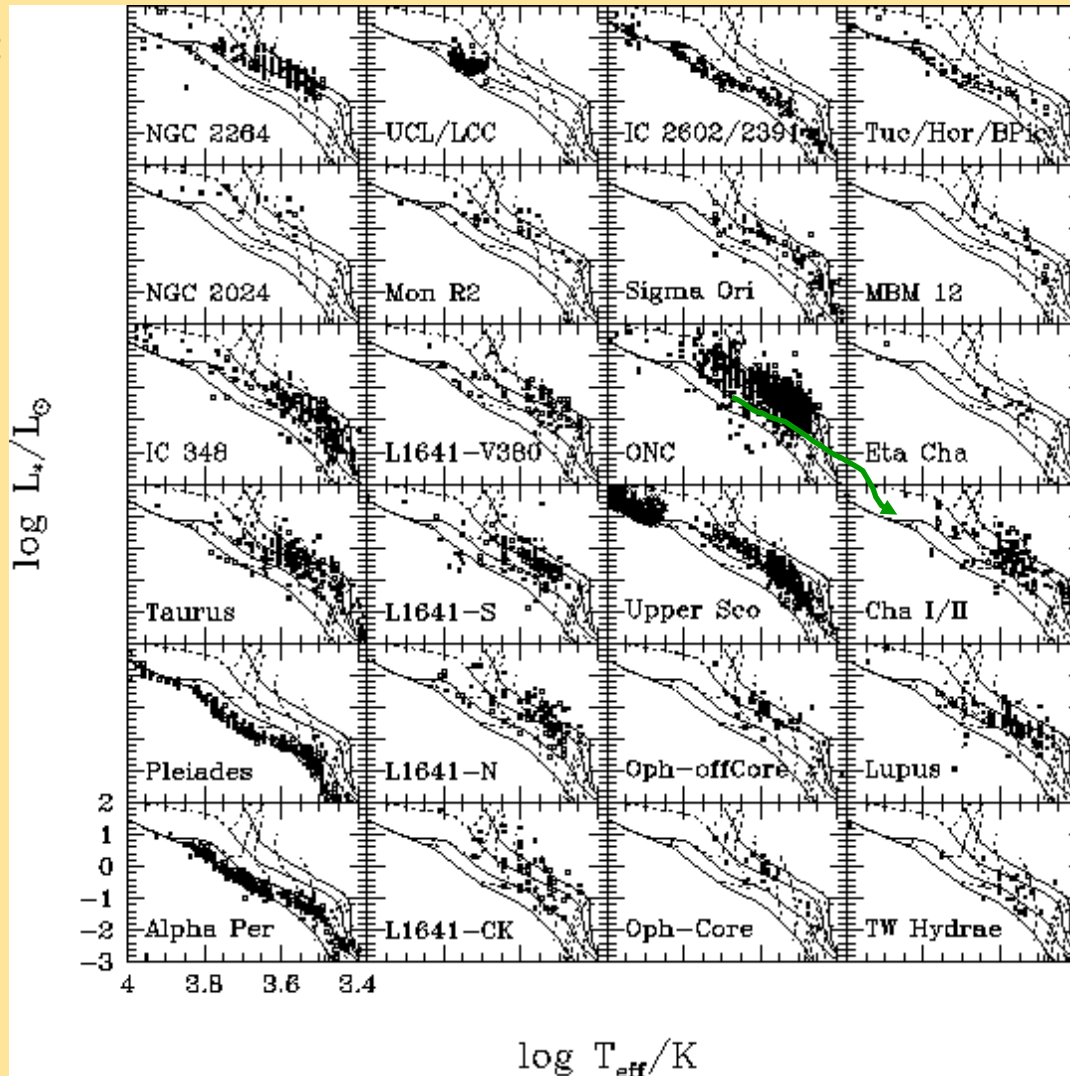 NGC 2264 UCL/LCC IC 2602/2391 Tuc/Hor/BPic
NGC 2024 Mon R2 Sigma Ori MBM 12
IC 348 L1641-V380 ONC Eta Cha
log L*/L⊙
Taurus L1641-S Upper Sco Cha I/II
Pleiades L1641-N Oph-offCore Lupus
2
1
0
-1
-2
-3
Alpha Per L1641-CK Oph-Core TW Hydrae
4 3.8 3.6 3.4
log T_eff/K